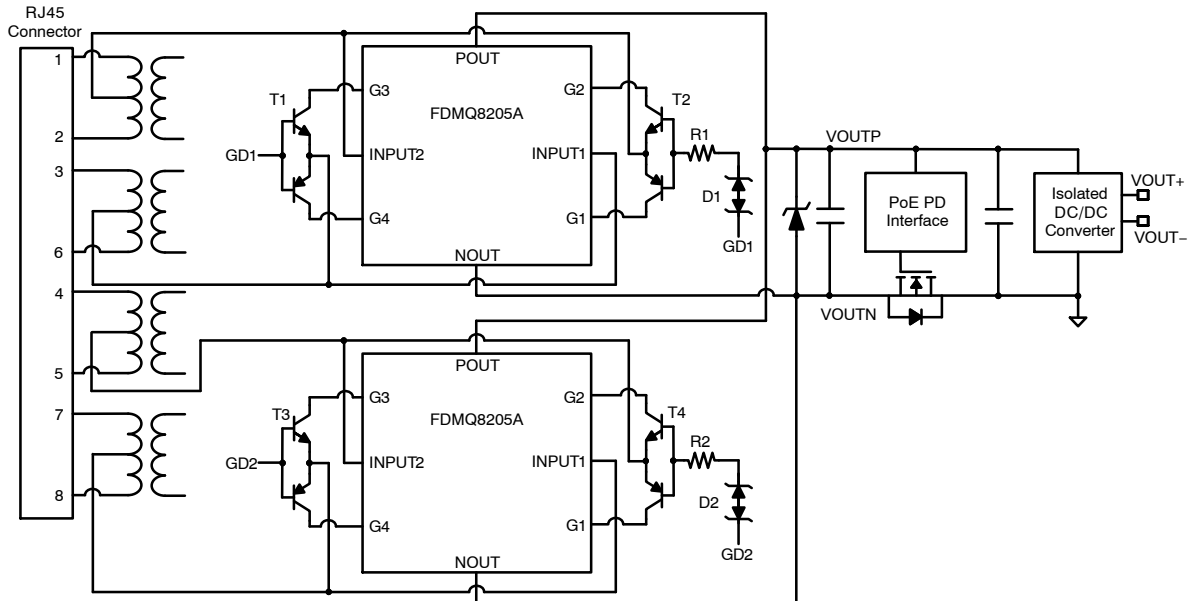 RJ45
Connector
1
2
3
6
4
5
7
8
POUT
G3
G2
T1
T2
FDMQ8205A
R1
GD1
INPUT2
INPUT1
D1
G4
G1
GD1
NOUT
VOUTP
PoE PD
Interface
Isolated
DC/DC
Converter
VOUT+
VOUT−
VOUTN
POUT
G3
G2
T3
T4
FDMQ8205A
R2
GD2
INPUT2
INPUT1
D2
G4
G1
GD2
NOUT